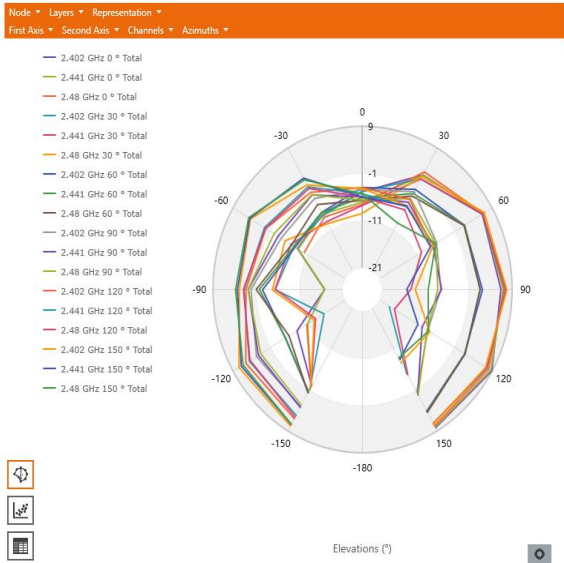 Node Layers Representation
First Axis Second Axis Channels Azimuths
2.402 GHz 0 ° Total
2.441 GHz 0 ° Total
2.48 GHz 0 ° Total
2.402 GHz 30 ° Total
2.441 GHz 30 ° Total
2.48 GHz 30 ° Total
2.402 GHz 60 ° Total
2.441 GHz 60 ° Total
2.48 GHz 60 ° Total
2.402 GHz 90 ° Total
2.441 GHz 90 ° Total
2.48 GHz 90 ° Total
2.402 GHz 120 ° Total
2.441 GHz 120 ° Total
2.48 GHz 120 ° Total
2.402 GHz 150 ° Total
2.441 GHz 150 ° Total
2.48 GHz 150 ° Total
0
9
-30
30
-1
-60
60
-11
-21
-90
90
-120
120
-150
150
-180
Elevations (°)